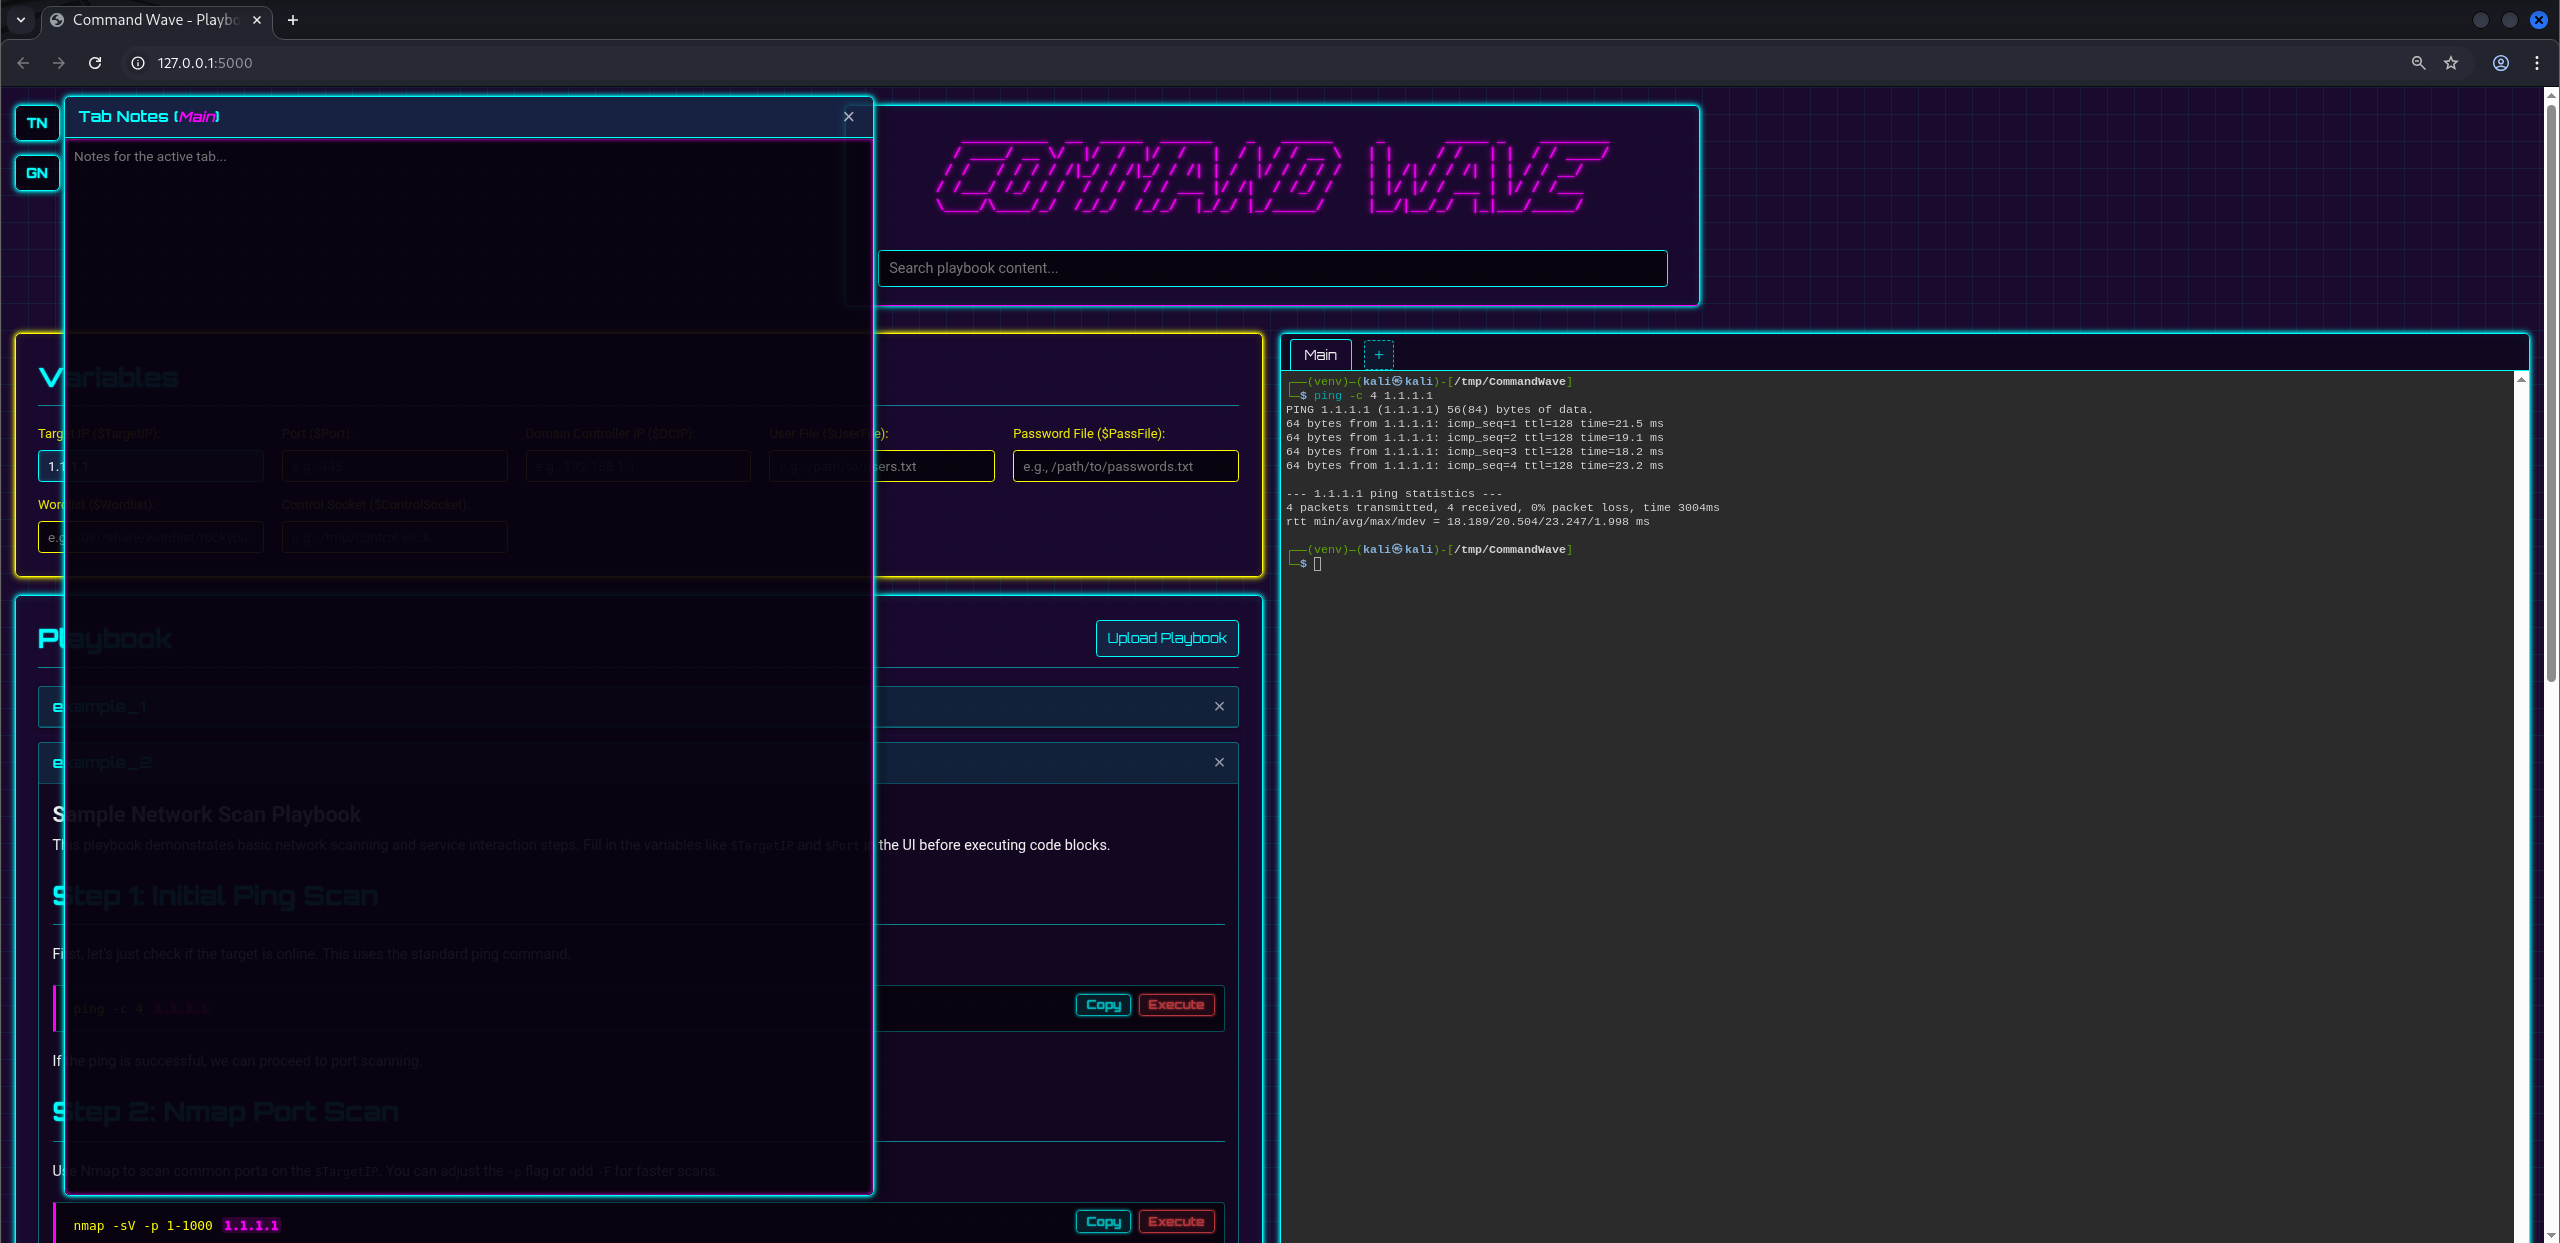 Command Wave - Playbo
127.0.0.1:5000
TN
GN
Tab Notes (Main)
Notes for the active tab...
COMMAND WAVE
Search playbook content...
Variables
Target IP ($TargetIP):
Port ($Port):
Domain Controller IP ($DCIP):
User File ($UserFile):
Password File ($PassFile):
1.1.1.1
e.g., 445
e.g., 192.168.1.1
e.g., /path/to/users.txt
e.g., /path/to/passwords.txt
Wordlist ($Wordlist):
Control Socket ($ControlSocket):
e.g., /usr/share/wordlist/rockyou
e.g., /tmp/control.sock
Playbook
Upload Playbook
example_1
example_2
Sample Network Scan Playbook
This playbook demonstrates basic network scanning and service interaction steps. Fill in the variables like $TargetIP and $Port in the UI before executing code blocks.
Step 1: Initial Ping Scan
First, let's just check if the target is online. This uses the standard ping command.
ping -c 4 1.1.1.1
Copy
Execute
If the ping is successful, we can proceed to port scanning.
Step 2: Nmap Port Scan
Use Nmap to scan common ports on the $TargetIP. You can adjust the -p flag or add -F for faster scans.
nmap -sV -p 1-1000 1.1.1.1
Copy
Execute
Main
+
┌──(venv)─(kali㉿kali)-[/tmp/CommandWave]
└─$ ping -c 4 1.1.1.1
PING 1.1.1.1 (1.1.1.1) 56(84) bytes of data.
64 bytes from 1.1.1.1: icmp_seq=1 ttl=128 time=21.5 ms
64 bytes from 1.1.1.1: icmp_seq=2 ttl=128 time=19.1 ms
64 bytes from 1.1.1.1: icmp_seq=3 ttl=128 time=18.2 ms
64 bytes from 1.1.1.1: icmp_seq=4 ttl=128 time=23.2 ms
--- 1.1.1.1 ping statistics ---
4 packets transmitted, 4 received, 0% packet loss, time 3004ms
rtt min/avg/max/mdev = 18.189/20.504/23.247/1.998 ms
┌──(venv)─(kali㉿kali)-[/tmp/CommandWave]
└─$